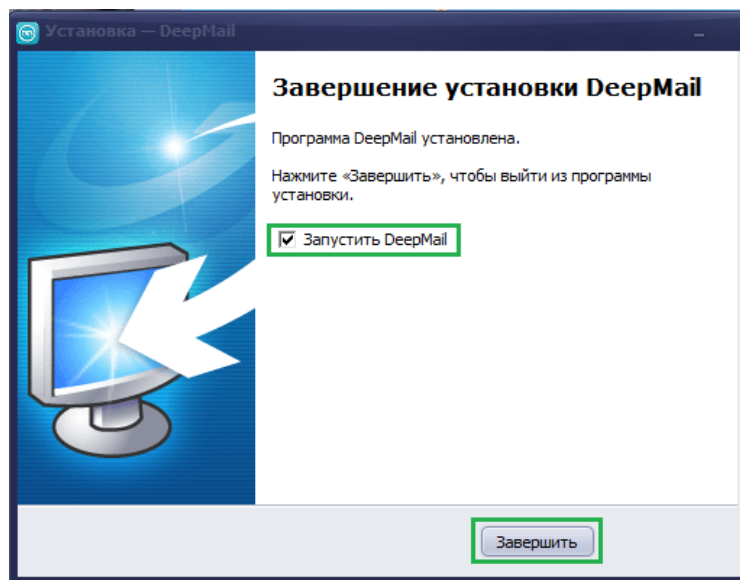 Установка — DeepMail
Завершение установки DeepMail
Программа DeepMail установлена.
Нажмите «Завершить», чтобы выйти из программы
установки.
Запустить DeepMail
Завершить